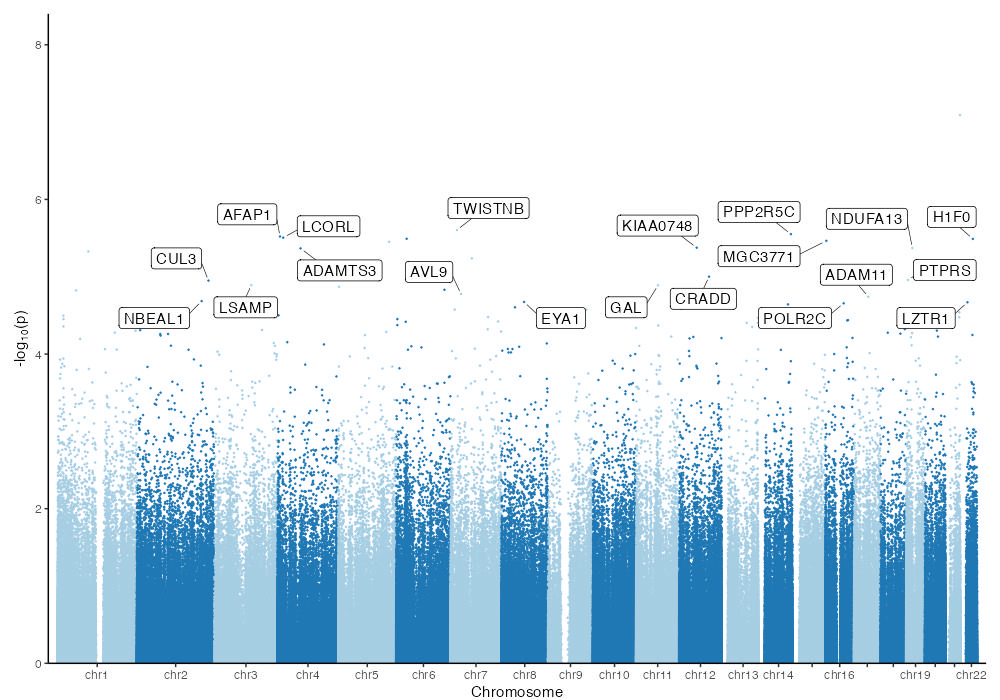 8
6
4
2
0
-log10(p)
TWISTNB
AFAP1
LCORL
PPP2R5C
NDUFA13
H1F0
KIAA0748
CUL3
MGC3771
ADAMTS3
AVL9
ADAM11
PTPRS
LSAMP
GAL
CRADD
NBEAL1
EYA1
POLR2C
LZTR1
chr1 chr2 chr3 chr4 chr5 chr6 chr7 chr8 chr9 chr10 chr11 chr12 chr13 chr14 chr16 chr19 chr22
Chromosome